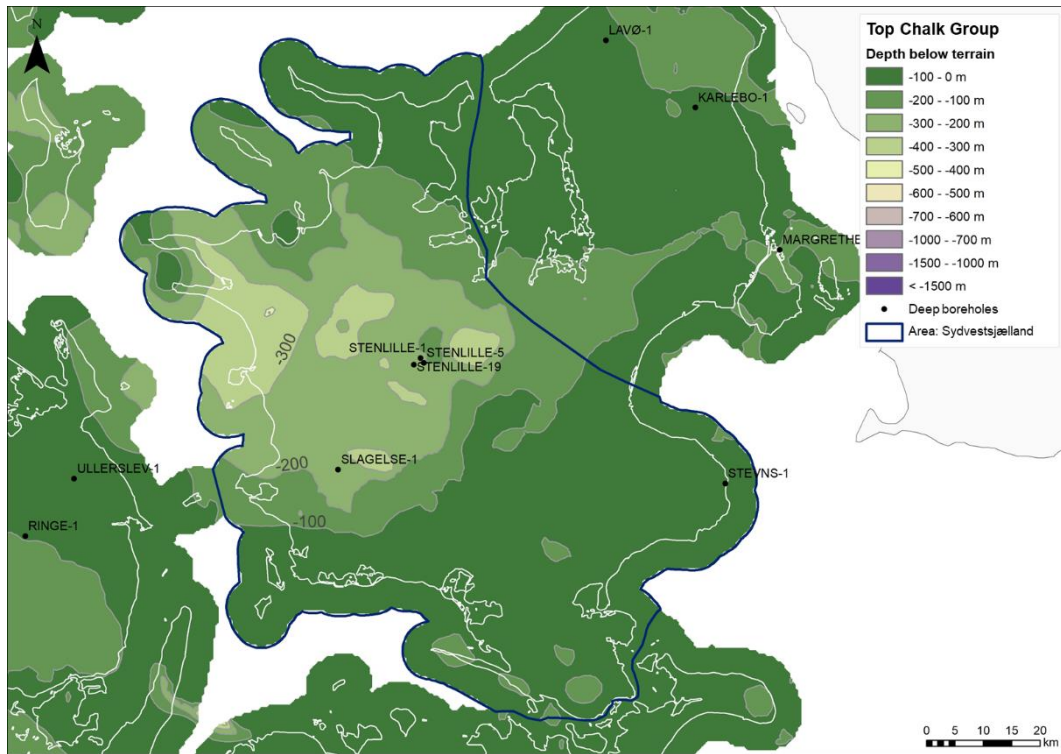 N
LAVØ-1
KARLEBO-1
MARGRETHE
STENLILLE-1
STENLILLE-5
STENLILLE-19
-300
SLAGELSE-1
-200
-100
STEVNS-1
ULLERSLEV-1
RINGE-1
Top Chalk Group
Depth below terrain
-100 - 0 m
-200 - -100 m
-300 - -200 m
-400 - -300 m
-500 - -400 m
-600 - -500 m
-700 - -600 m
-1000 - -700 m
-1500 - -1000 m
< -1500 m
Deep boreholes
Area: Sydvestsjælland
0 5 10 15 20
km